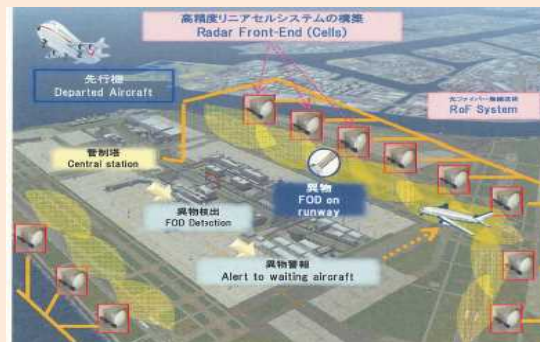 高精度リニアセルシステムの構築
Radar Front-End (Cells)
先行機
Departed Aircraft
光ファイバー無線技術
RoF System
管制塔
Central station
異物
FOD on
runway
異物検出
FOD Detection
異物警報
Alert to waiting aircraft